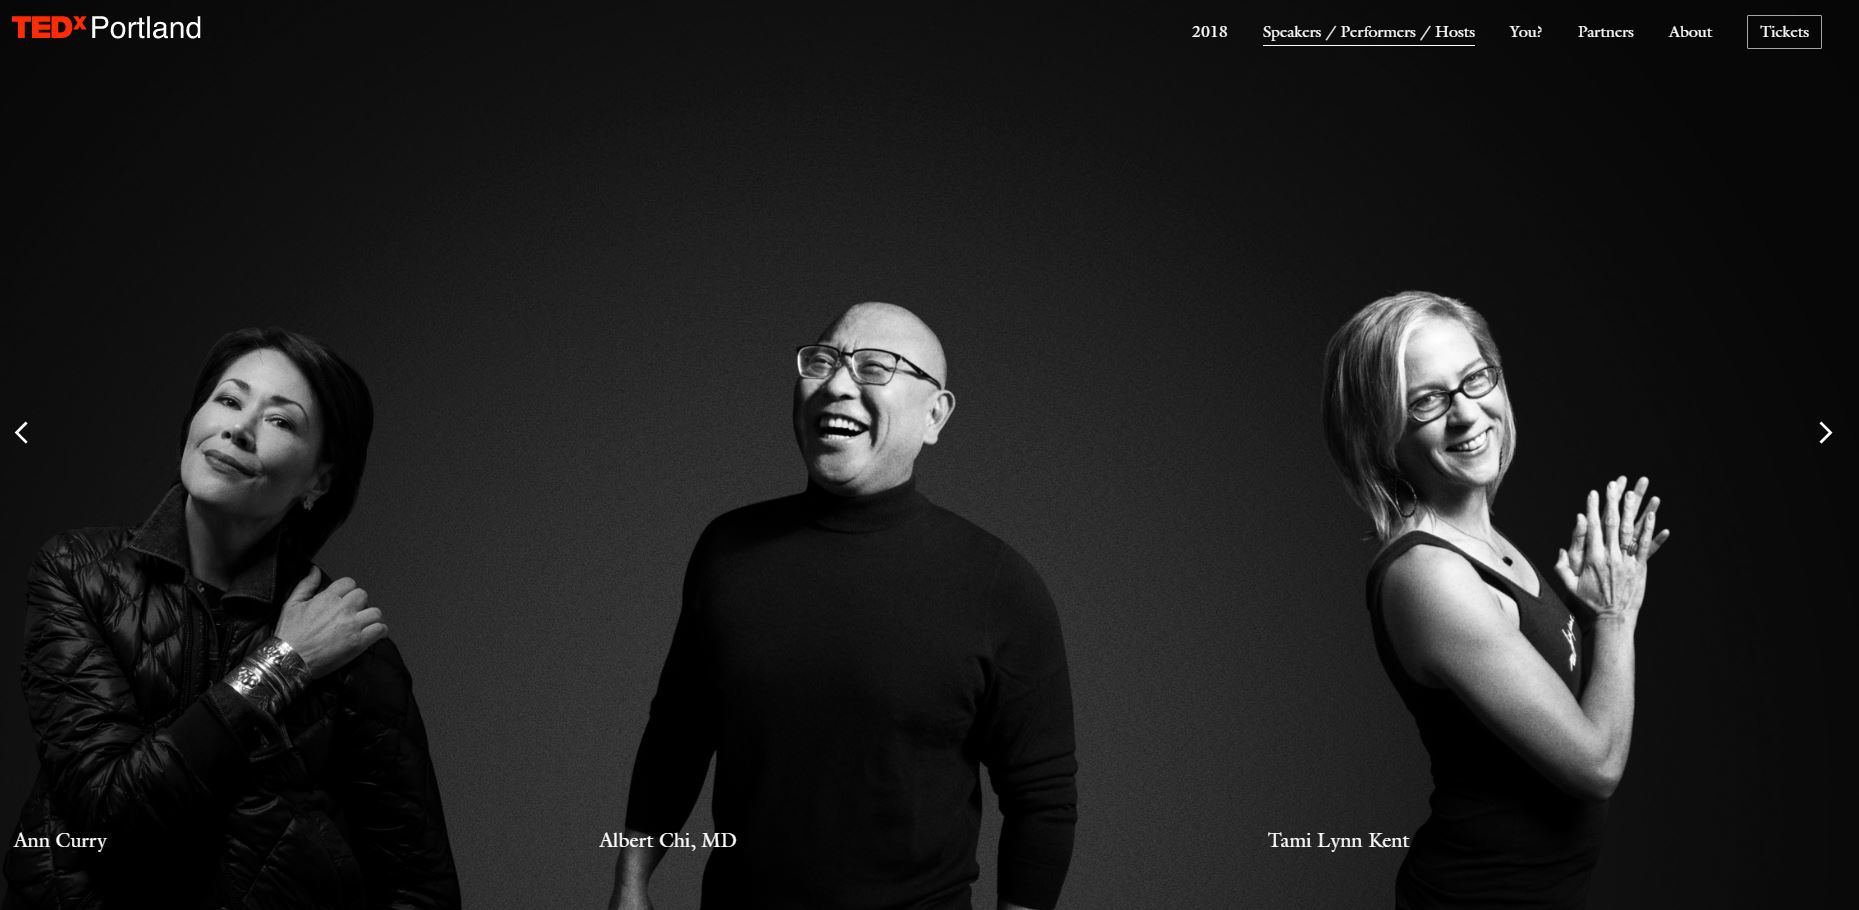 TEDx Portland
2018 Speakers / Performers / Hosts You? Partners About Tickets
Ann Curry
Albert Chi, MD
Tami Lynn Kent